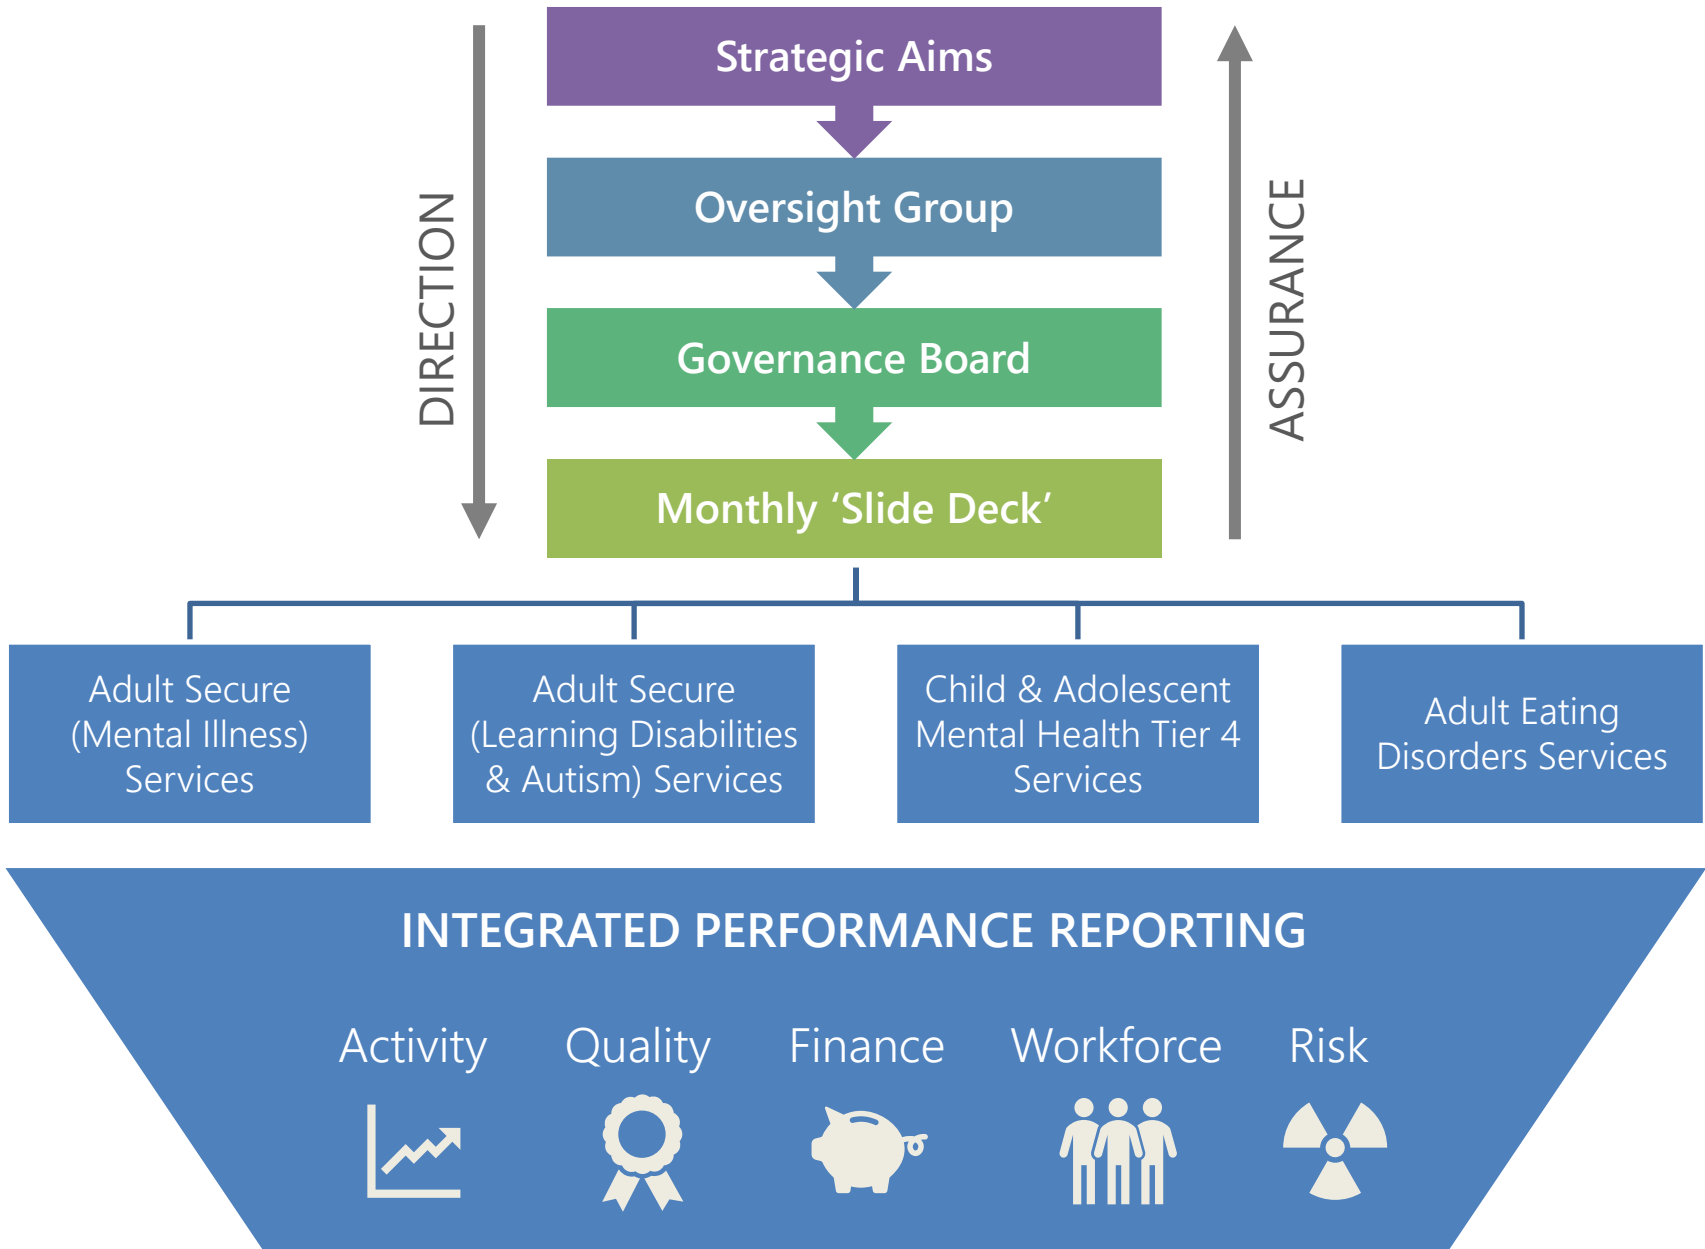 Strategic Aims
Oversight Group
Governance Board
Monthly ‘Slide Deck’
DIRECTION
ASSURANCE
Adult Secure
(Mental Illness)
Services
Adult Secure
(Learning Disabilities
& Autism) Services
Child & Adolescent
Mental Health Tier 4
Services
Adult Eating
Disorders Services
INTEGRATED PERFORMANCE REPORTING
Activity
Quality
Finance
Workforce
Risk